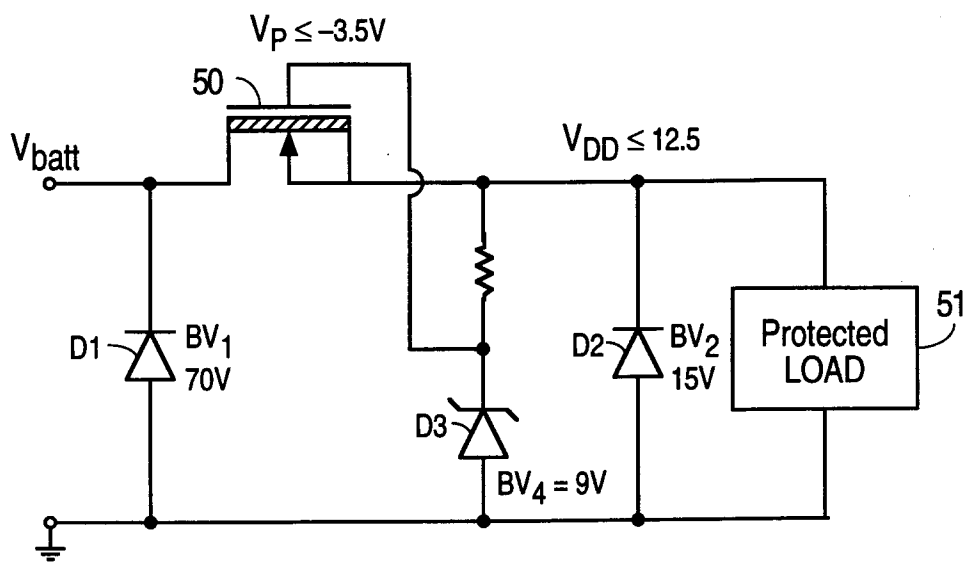 V_P ≤ –3.5V
50
V_batt
V_DD ≤ 12.5
D1
BV_1
70V
D3
BV_4 = 9V
D2
BV_2
15V
Protected
LOAD
51